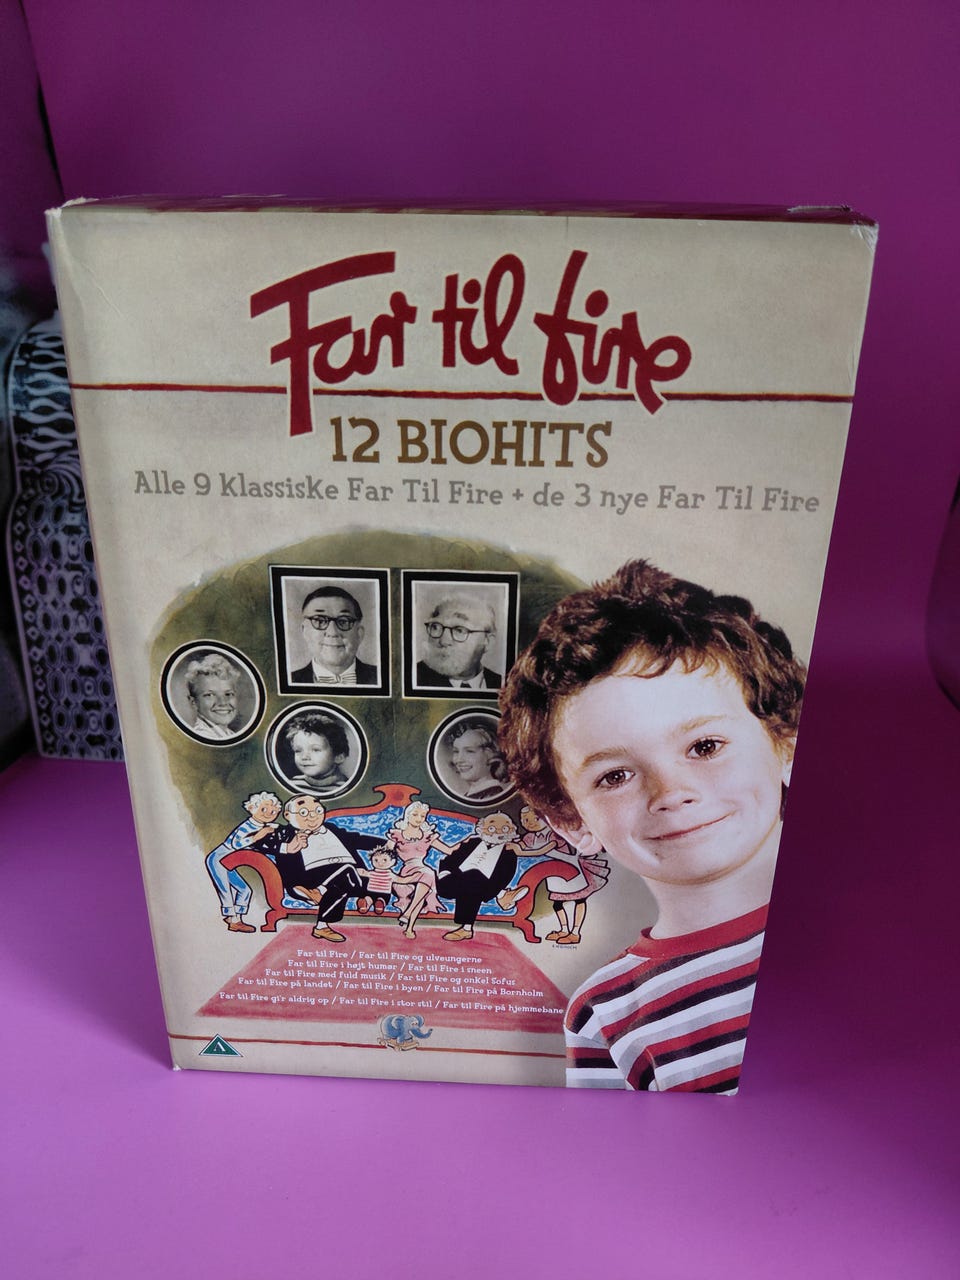 Far til fire
12 BIOHITS
Alle 9 Klassiske Far Til Fire + de 3 nye Far Til Fire
Far til Fire / Far til Fire og ulveungerne
Far til Fire i højt humør / Far til Fire i sneen
Far til Fire med fuld musik / Far til Fire og onkel Sofus
Far til Fire på landet / Far til Fire i byen / Far til Fire på Bornholm
Far til Fire gi'r aldrig op / Far til Fire i stor stil / Far til Fire på hjemmebane
A